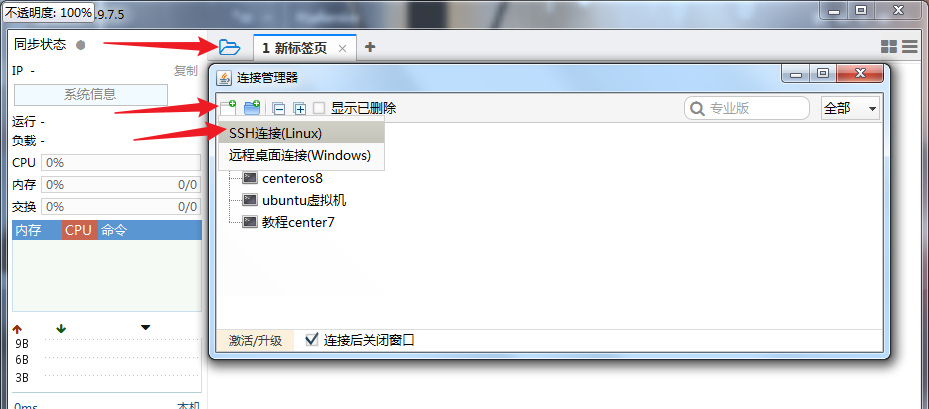 不透明度: 100% .9.7.5
同步状态
IP -
复制
系统信息
运行 -
负载 -
CPU 0%
内存 0% 0/0
交换 0% 0/0
内存 CPU 命令
9B
6B
3B
0ms 本机
1 新标签页
连接管理器
显示已删除
专业版
全部
SSH连接(Linux)
远程桌面连接(Windows)
centeros8
ubuntu虚拟机
教程center7
激活/升级
连接后关闭窗口